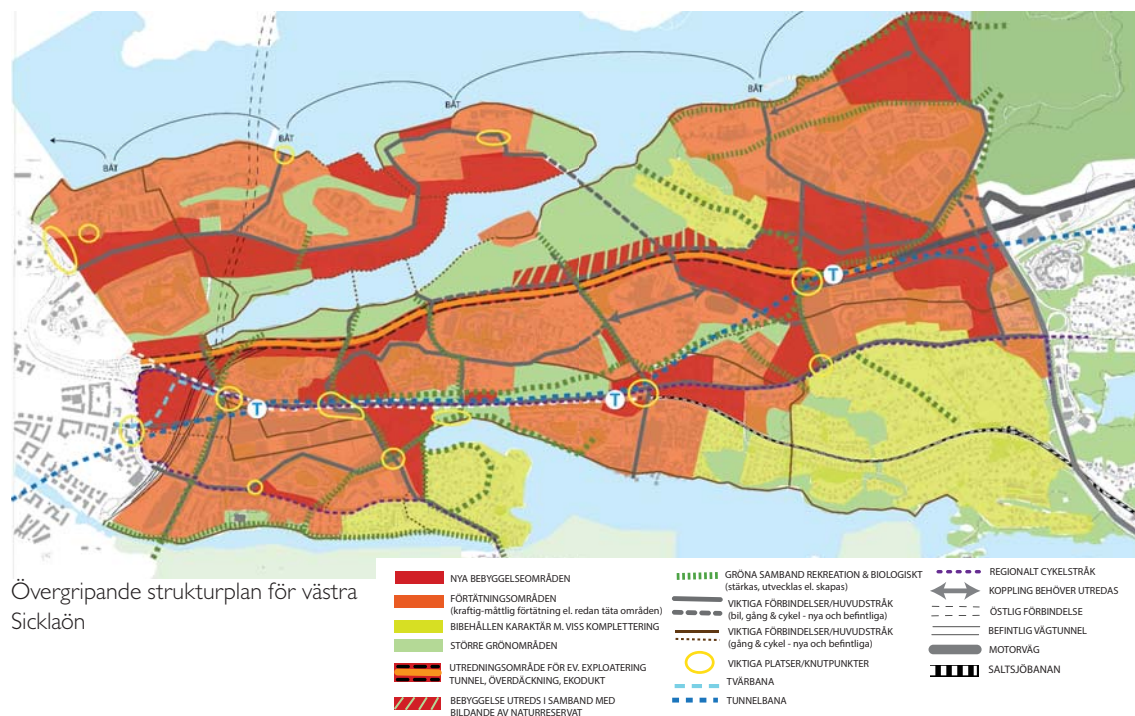 BÅT
BÅT
BÅT
BÅT
T
T
T
Övergripande strukturplan för västra
Sicklaön
NYA BEBYGGELSEOMRÅDEN
FÖRTÄTNINGSOMRÅDEN
(kraftig-måttlig förtätning el. redan täta områden)
BIBEHÅLLEN KARAKTÄR M. VISS KOMPLETTERING
STÖRRE GRÖNOMRÅDEN
UTREDNINGSOMRÅDE FÖR EV. EXPLOATERING
TUNNEL, ÖVERDÄCKNING, EKODUKT
BEBYGGELSE UTREDS I SAMBAND MED
BILDANDE AV NATURRESERVAT
GRÖNA SAMBAND REKREATION & BIOLOGISKT
(stärkas, utvecklas el. skapas)
VIKTIGA FÖRBINDELSER/HUVUDSTRÅK
(bil, gång & cykel - nya och befintliga)
VIKTIGA FÖRBINDELSER/HUVUDSTRÅK
(gång & cykel - nya och befintliga)
VIKTIGA PLATSER/KNUTPUNKTER
TVÄRBANA
TUNNELBANA
REGIONALT CYKELSTRÅK
KOPPLING BEHÖVER UTREDAS
ÖSTLIG FÖRBINDELSE
BEFINTLIG VÄGTUNNEL
MOTORVÄG
SALTSJÖBANAN